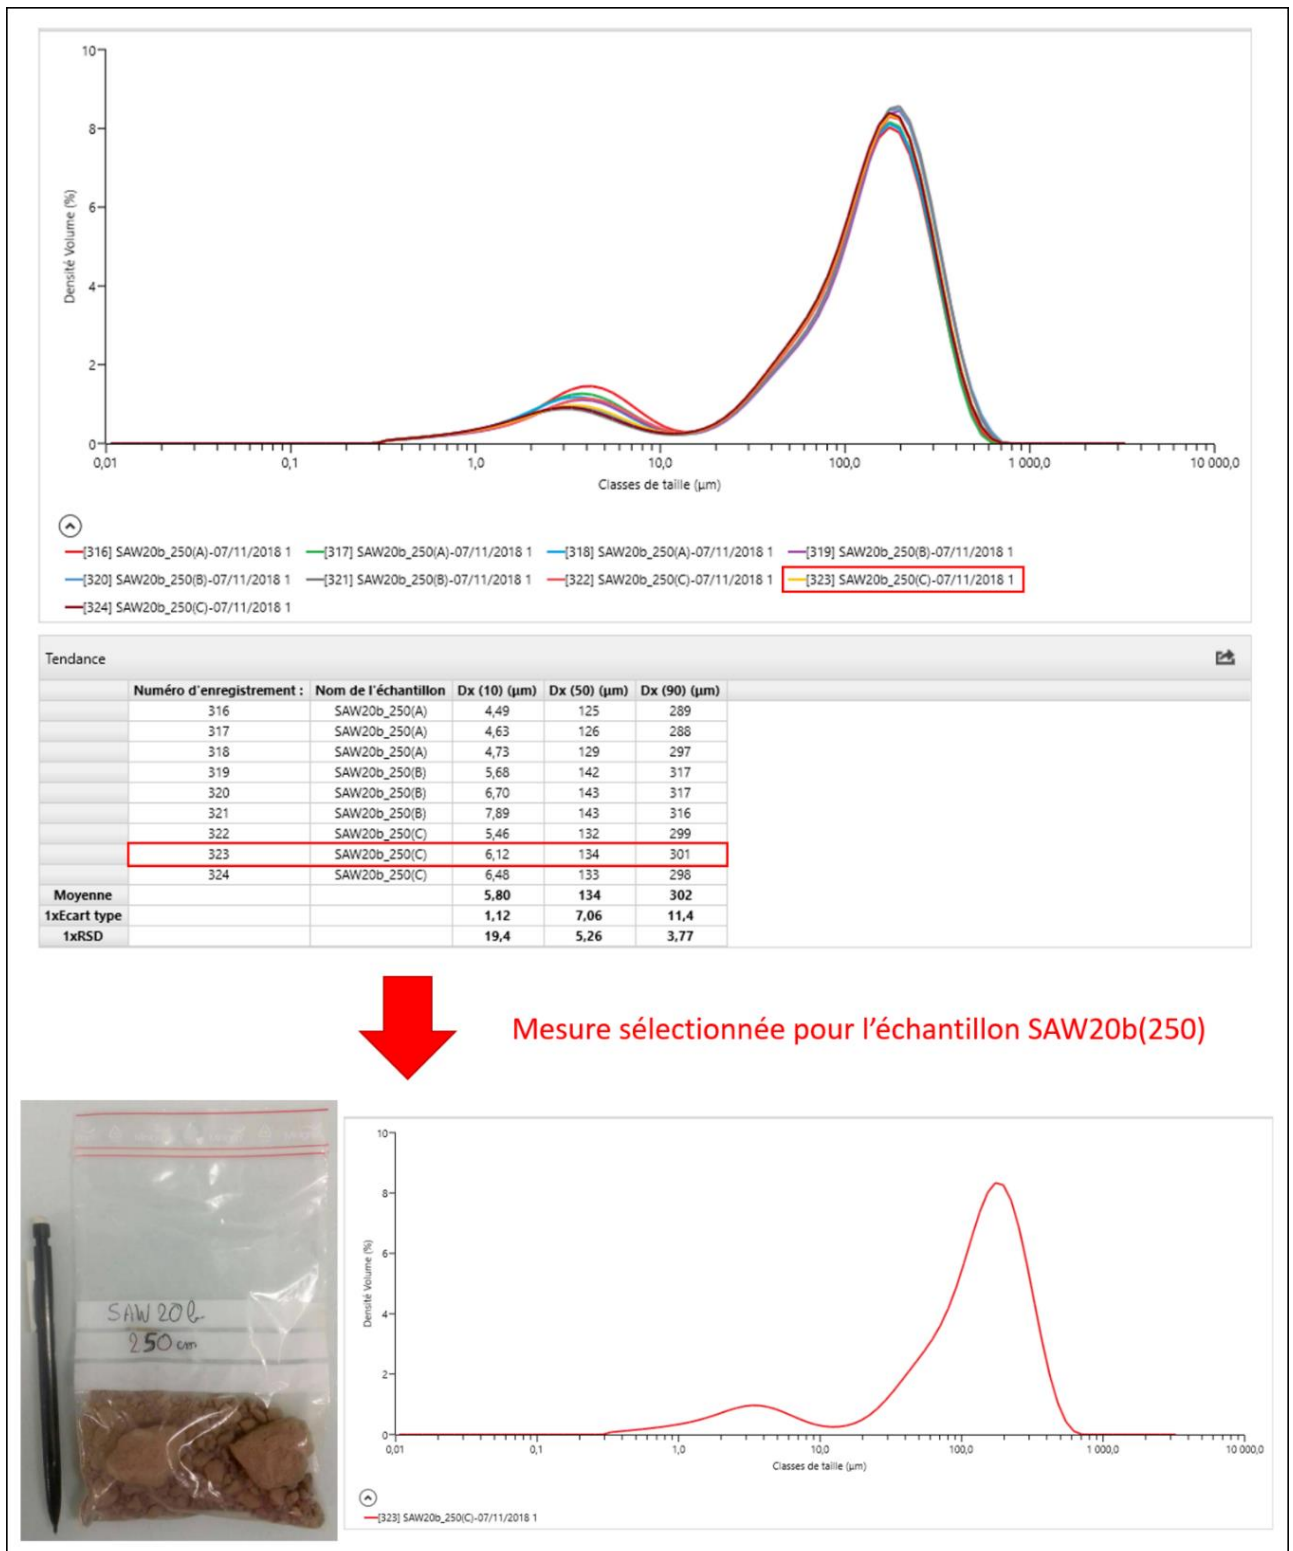 10
8
6
4
2
0
Densité Volume (%)
0,01 0,1 1,0 10,0 100,0 1 000,0 10 000,0
Classes de taille (µm)
[316] SAW20b_250(A)-07/11/2018 1 [317] SAW20b_250(A)-07/11/2018 1 [318] SAW20b_250(A)-07/11/2018 1 [319] SAW20b_250(B)-07/11/2018 1
[320] SAW20b_250(B)-07/11/2018 1 [321] SAW20b_250(B)-07/11/2018 1 [322] SAW20b_250(C)-07/11/2018 1 [323] SAW20b_250(C)-07/11/2018 1
[324] SAW20b_250(C)-07/11/2018 1
Tendance
Numéro d'enregistrement : Nom de l'échantillon Dx (10) (µm) Dx (50) (µm) Dx (90) (µm)
316 SAW20b_250(A) 4,49 125 289
317 SAW20b_250(A) 4,63 126 288
318 SAW20b_250(A) 4,73 129 297
319 SAW20b_250(B) 5,68 142 317
320 SAW20b_250(B) 6,70 143 317
321 SAW20b_250(B) 7,89 143 316
322 SAW20b_250(C) 5,46 132 299
323 SAW20b_250(C) 6,12 134 301
324 SAW20b_250(C) 6,48 133 298
Moyenne 5,80 134 302
1xEcart type 1,12 7,06 11,4
1xRSD 19,4 5,26 3,77
Mesure sélectionnée pour l'échantillon SAW20b(250)
SAW 20b
250 cm
10
8
6
4
2
0
Densité Volume (%)
0,01 0,1 1,0 10,0 100,0 1 000,0 10 000,0
Classes de taille (µm)
[323] SAW20b_250(C)-07/11/2018 1